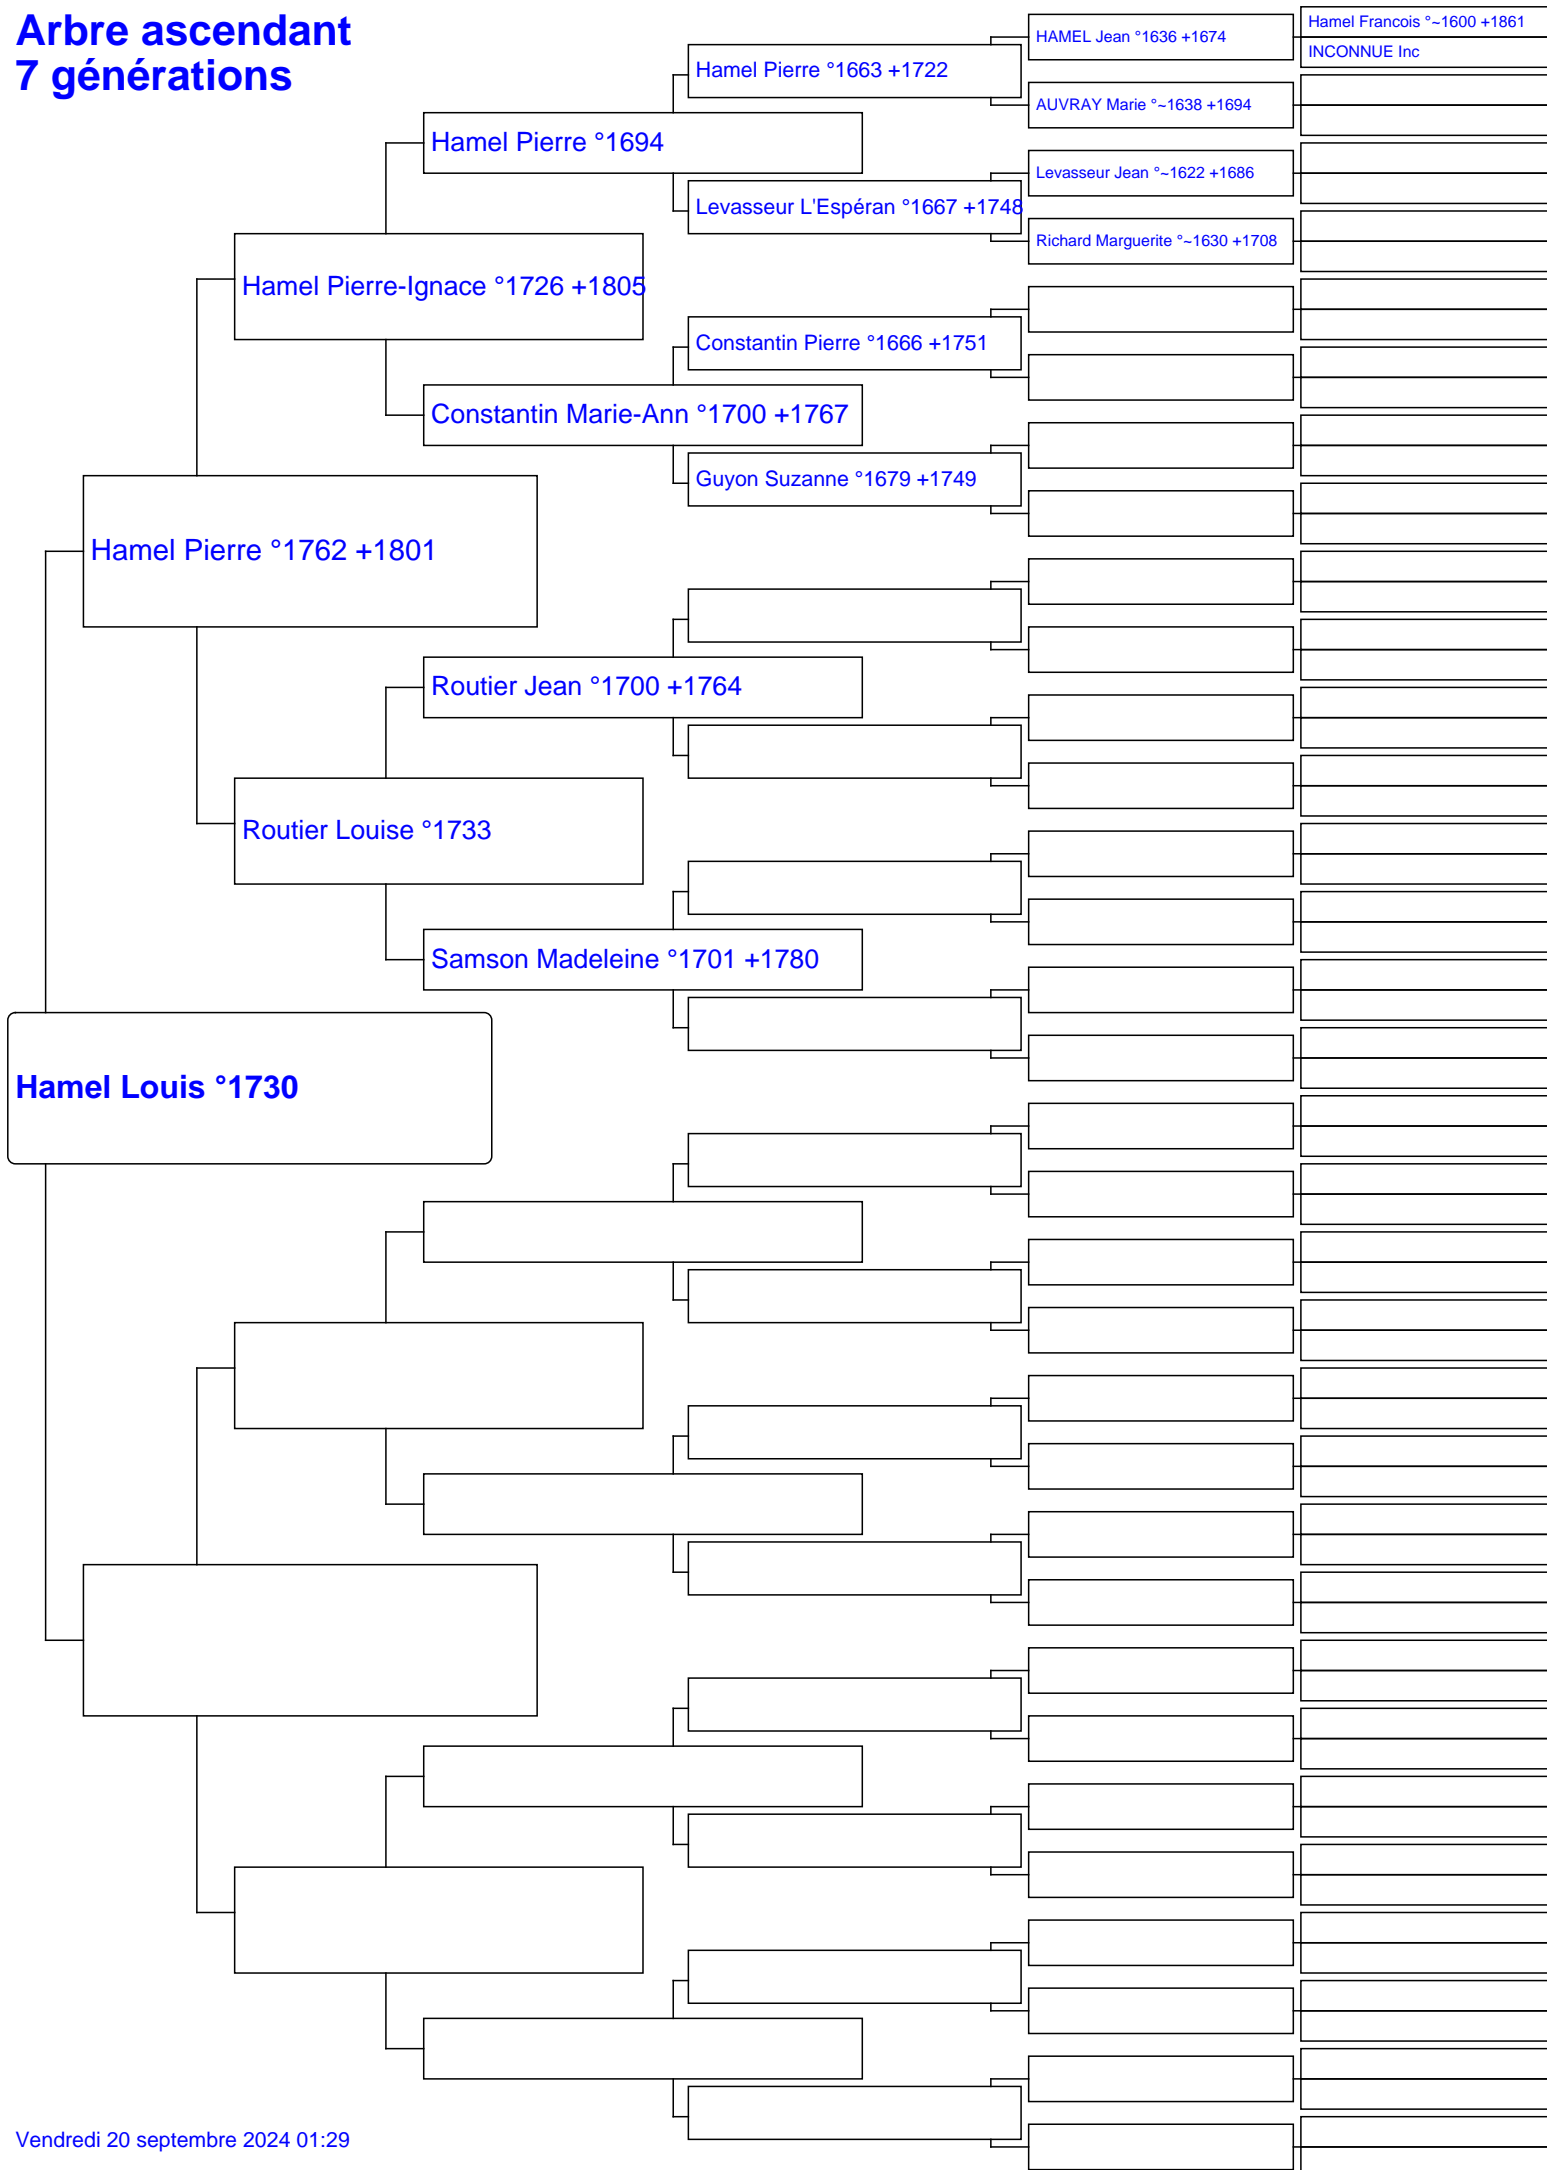 Arbre ascendant
7 générations
HAMEL Jean °1636 +1674
Hamel Francois °~1600 +1861
INCONNUE Inc
Hamel Pierre °1663 +1722
AUVRAY Marie °~1638 +1694
Hamel Pierre °1694
Levasseur Jean °~1622 +1686
Levasseur L'Espéran °1667 +1748
Richard Marguerite °~1630 +1708
Hamel Pierre-Ignace °1726 +1805
Constantin Pierre °1666 +1751
Constantin Marie-Ann °1700 +1767
Guyon Suzanne °1679 +1749
Hamel Pierre °1762 +1801
Routier Jean °1700 +1764
Routier Louise °1733
Samson Madeleine °1701 +1780
Hamel Louis °1730
Vendredi 20 septembre 2024 01:29